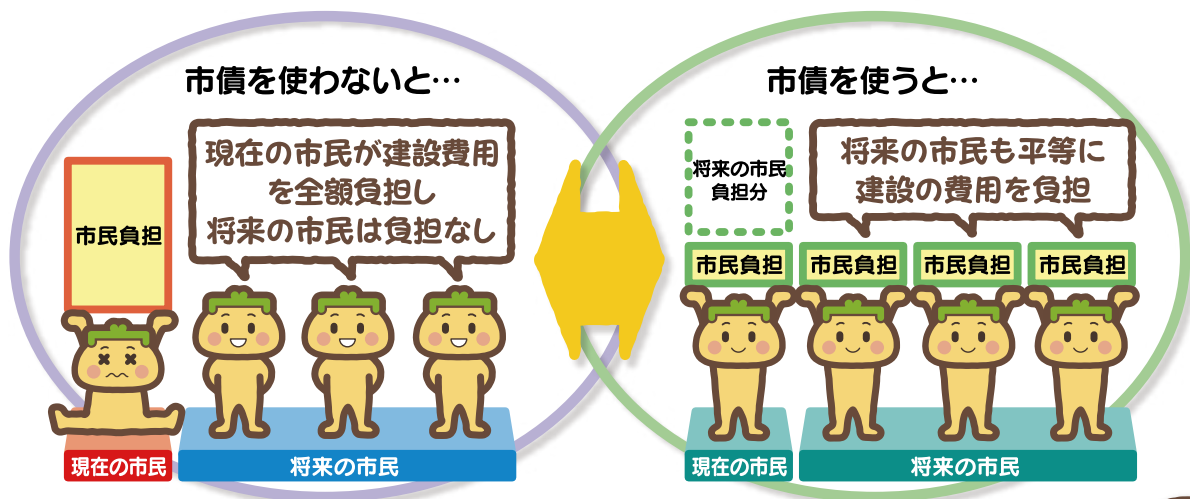 市債を使わないと…
現在の市民が建設費用
を全額負担し
将来の市民は負担なし
市民負担
現在の市民
将来の市民
市債を使うと…
将来の市民
負担分
将来の市民も平等に
建設の費用を負担
市民負担
市民負担
市民負担
市民負担
現在の市民
将来の市民